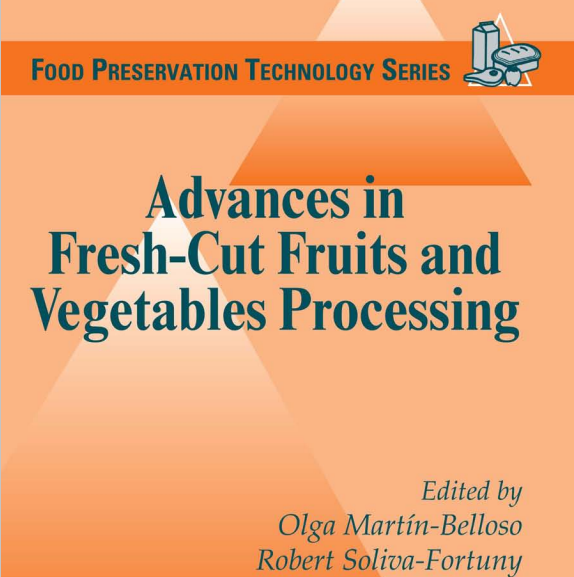 FOOD PRESERVATION TECHNOLOGY SERIES
Advances in
Fresh-Cut Fruits and
Vegetables Processing
Edited by
Olga Martín-Belloso
Robert Soliva-Fortuny